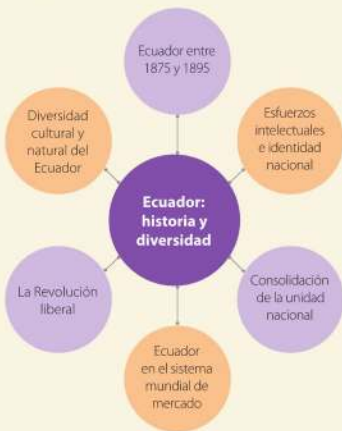 Ecuador entre
1875 y 1895
Diversidad
cultural y
natural del
Ecuador
Esfuerzos
intelectuales
e identidad
nacional
Ecuador:
historia y
diversidad
La Revolución
liberal
Consolidación
de la unidad
nacional
Ecuador
en el sistema
mundial de
mercado